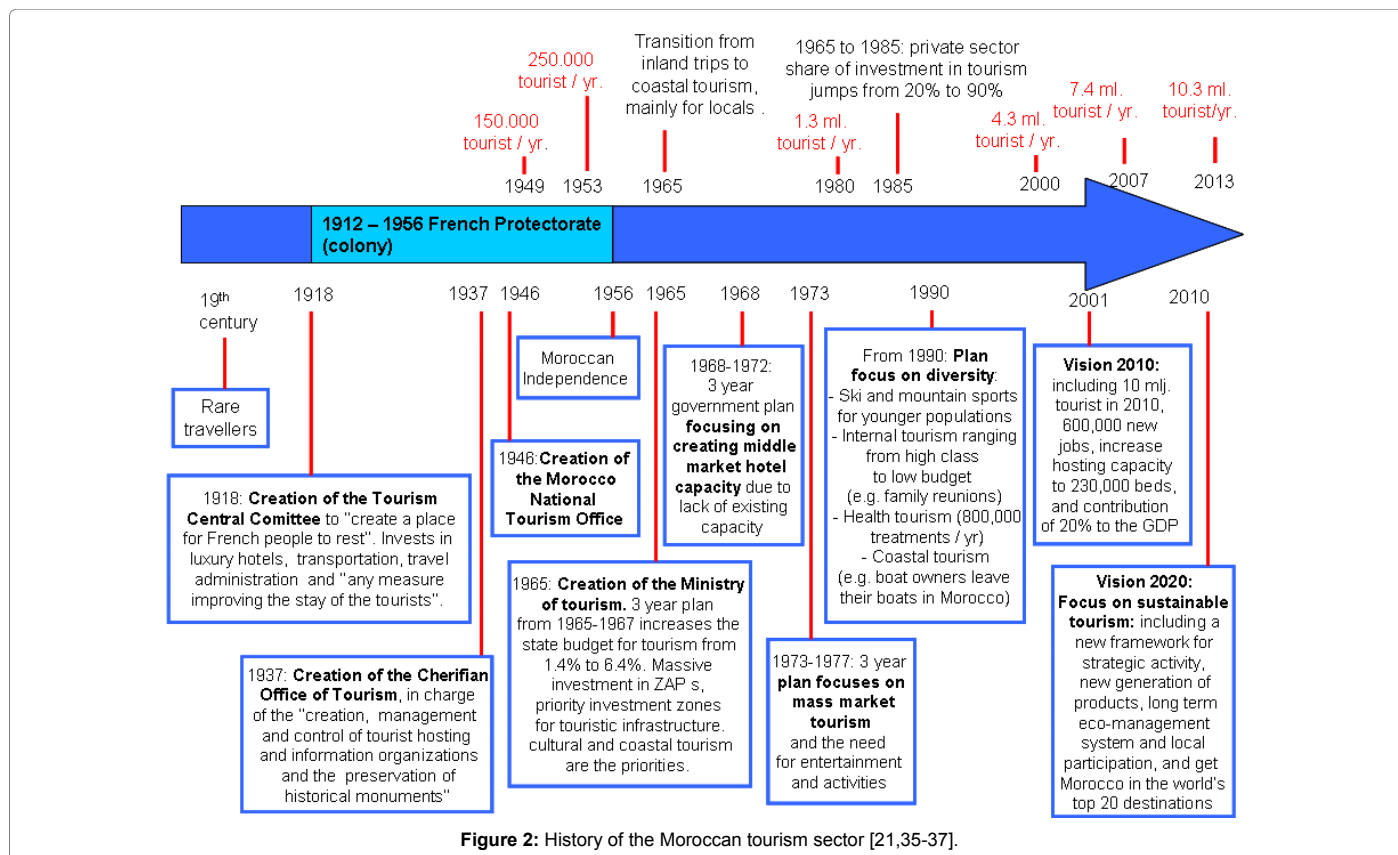 250.000
tourist / yr.
150.000
tourist / yr.
Transition from
inland trips to
coastal tourism,
mainly for locals .
1965 to 1985: private sector
share of investment in tourism
jumps from 20% to 90%
1.3 ml.
tourist / yr.
4.3 ml.
tourist / yr.
7.4 ml.
tourist / yr.
10.3 ml.
tourist/yr.
1949
1953
1965
1980
1985
2000
2007
2013
1912 – 1956 French Protectorate
(colony)
19th
century
1918
1937
1946
1956
1965
1968
1973
1990
2001
2010
Rare
travellers
1918: Creation of the Tourism
Central Comittee to "create a place
for French people to rest". Invests in
luxury hotels, transportation, travel
administration and "any measure
improving the stay of the tourists".
1937: Creation of the Cherifian
Office of Tourism, in charge
of the "creation, management
and control of tourist hosting
and information organizations
and the preservation of
historical monuments"
1946:Creation of
the Morocco
National
Tourism Office
Moroccan
Independence
1965: Creation of the Ministry
of tourism. 3 year plan
from 1965-1967 increases the
state budget for tourism from
1.4% to 6.4%. Massive
investment in ZAP s,
priority investment zones
for touristic infrastructure.
cultural and coastal tourism
are the priorities.
1968-1972:
3 year
government plan
focusing on
creating middle
market hotel
capacity due to
lack of existing
capacity
1973-1977: 3 year
plan focuses on
mass market
tourism
and the need
for entertainment
and activities
From 1990: Plan
focus on diversity:
- Ski and mountain sports
for younger populations
- Internal tourism ranging
from high class
to low budget
(e.g. family reunions)
- Health tourism (800,000
treatments / yr)
- Coastal tourism
(e.g. boat owners leave
their boats in Morocco)
Vision 2010:
including 10 mlj.
tourist in 2010,
600,000 new
jobs, increase
hosting capacity
to 230,000 beds,
and contribution
of 20% to the GDP
Vision 2020:
Focus on sustainable
tourism: including a
new framework for
strategic activity,
new generation of
products, long term
eco-management
system and local
participation, and get
Morocco in the world's
top 20 destinations
Figure 2: History of the Moroccan tourism sector [21,35-37].